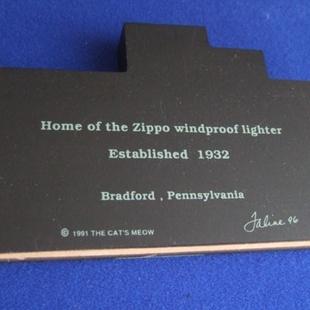 Home of the Zippo windproof lighter
Established 1932
Bradford , Pennsylvania
© 1991 THE CAT'S MEOW
Faline 96